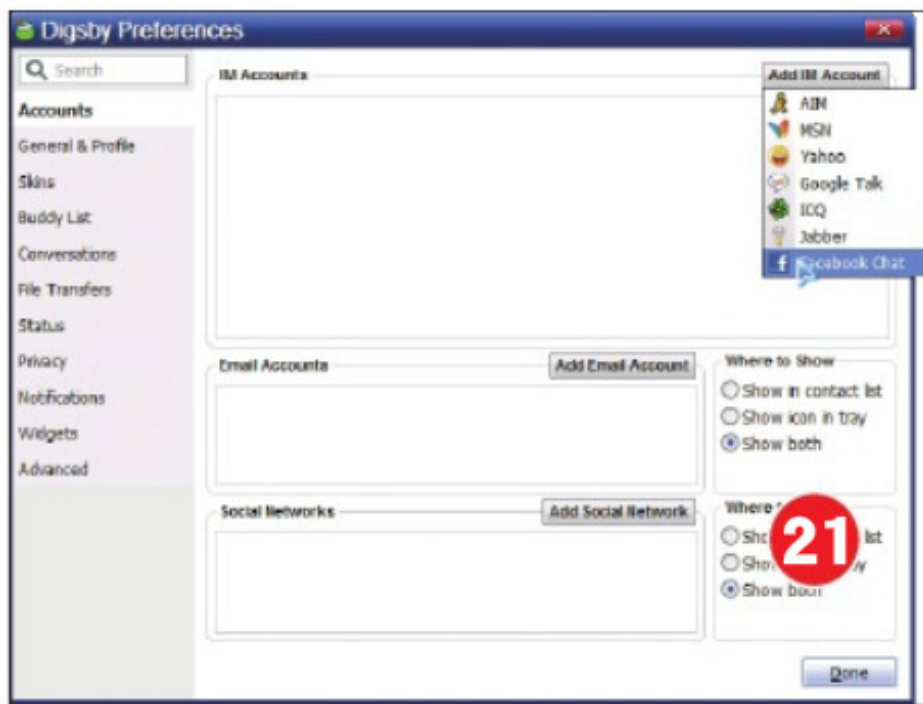 Digsby Preferences
Search
Accounts
General & Profile
Skins
Buddy List
Conversations
File Transfers
Status
Privacy
Notifications
Widgets
Advanced
IM Accounts
Add IM Account
AIM
MSN
Yahoo
Google Talk
ICQ
Jabber
Facebook Chat
Email Accounts
Add Email Account
Where to Show
Show in contact list
Show icon in tray
Show both
Social Networks
Add Social Network
Where
list
21
Show both
Done